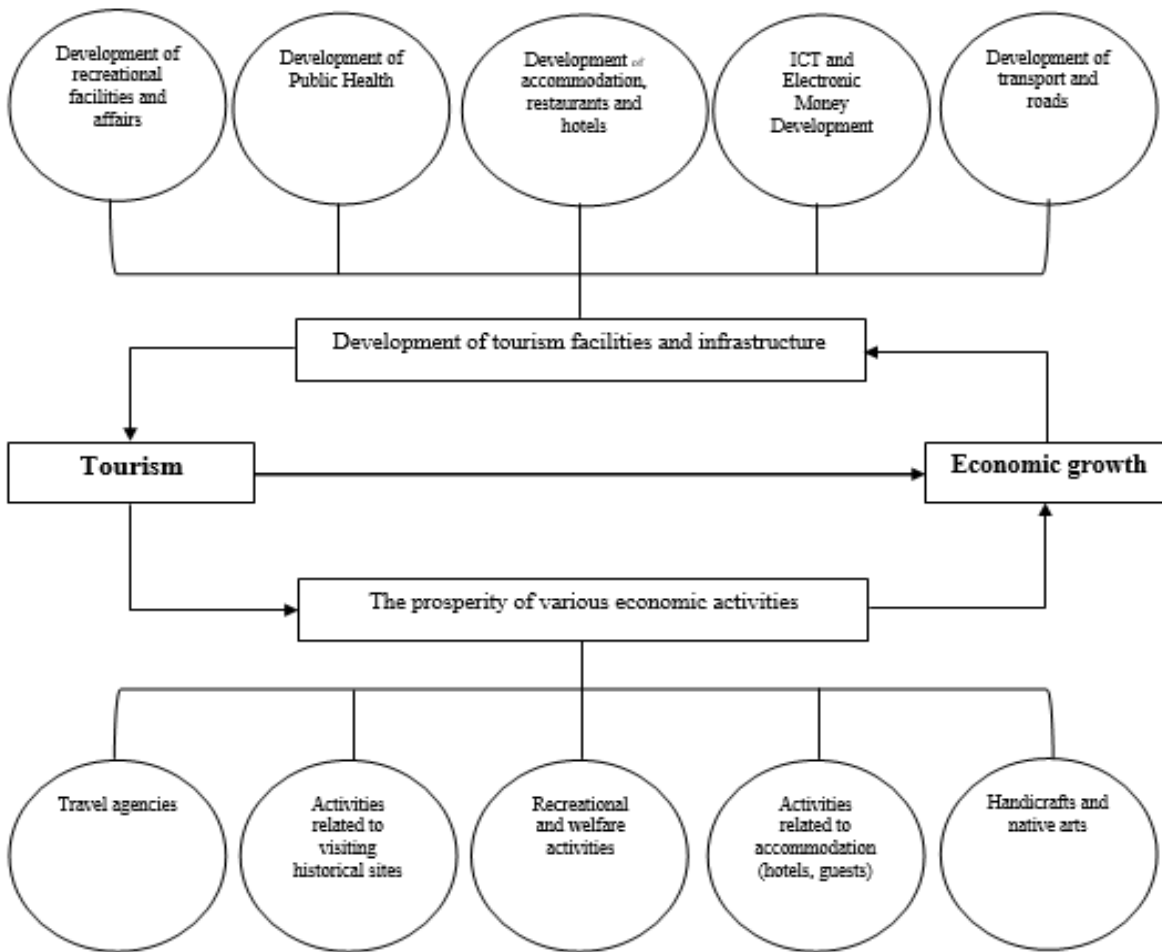 Development of
recreational
facilities and
affairs
Development of
Public Health
Development of
accommodation,
restaurants and
hotels
ICT and
Electronic
Money
Development
Development of
transport and
roads
Development of tourism facilities and infrastructure
Tourism
Economic growth
The prosperity of various economic activities
Travel agencies
Activities
related to
visiting
historical sites
Recreational
and welfare
activities
Activities
related to
accommodation
(hotels, guests)
Handicrafts and
native arts